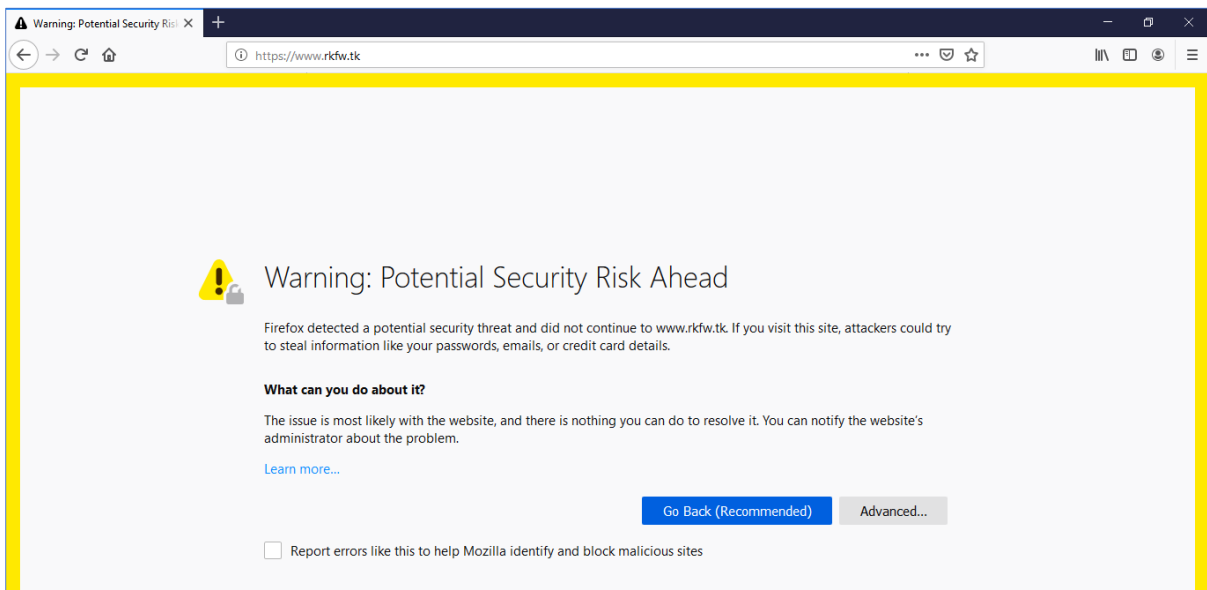 Warning: Potential Security Ris
https://www.rkfw.tk
Warning: Potential Security Risk Ahead
Firefox detected a potential security threat and did not continue to www.rkfw.tk. If you visit this site, attackers could try
to steal information like your passwords, emails, or credit card details.
What can you do about it?
The issue is most likely with the website, and there is nothing you can do to resolve it. You can notify the website's
administrator about the problem.
Learn more...
Go Back (Recommended)
Advanced...
Report errors like this to help Mozilla identify and block malicious sites